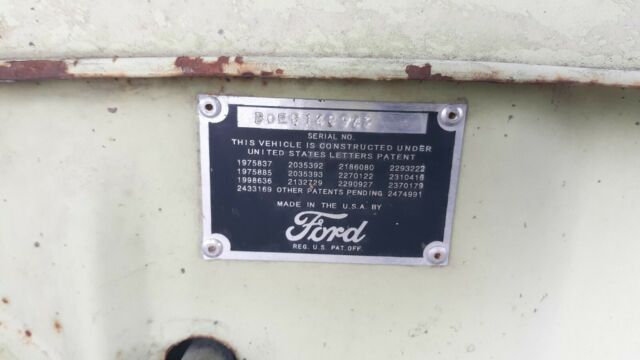 SERIAL NO.
THIS VEHICLE IS CONSTRUCTED UNDER
UNITED STATES LETTERS PATENT
1975837 2035392 2186080 2293222
1975885 2035393 2270122 2310418
1998636 2132729 2290927 2370179
2433169 OTHER PATENTS PENDING 2474991
MADE IN THE U.S.A. BY
Ford
REG. U.S. PAT. OFF.